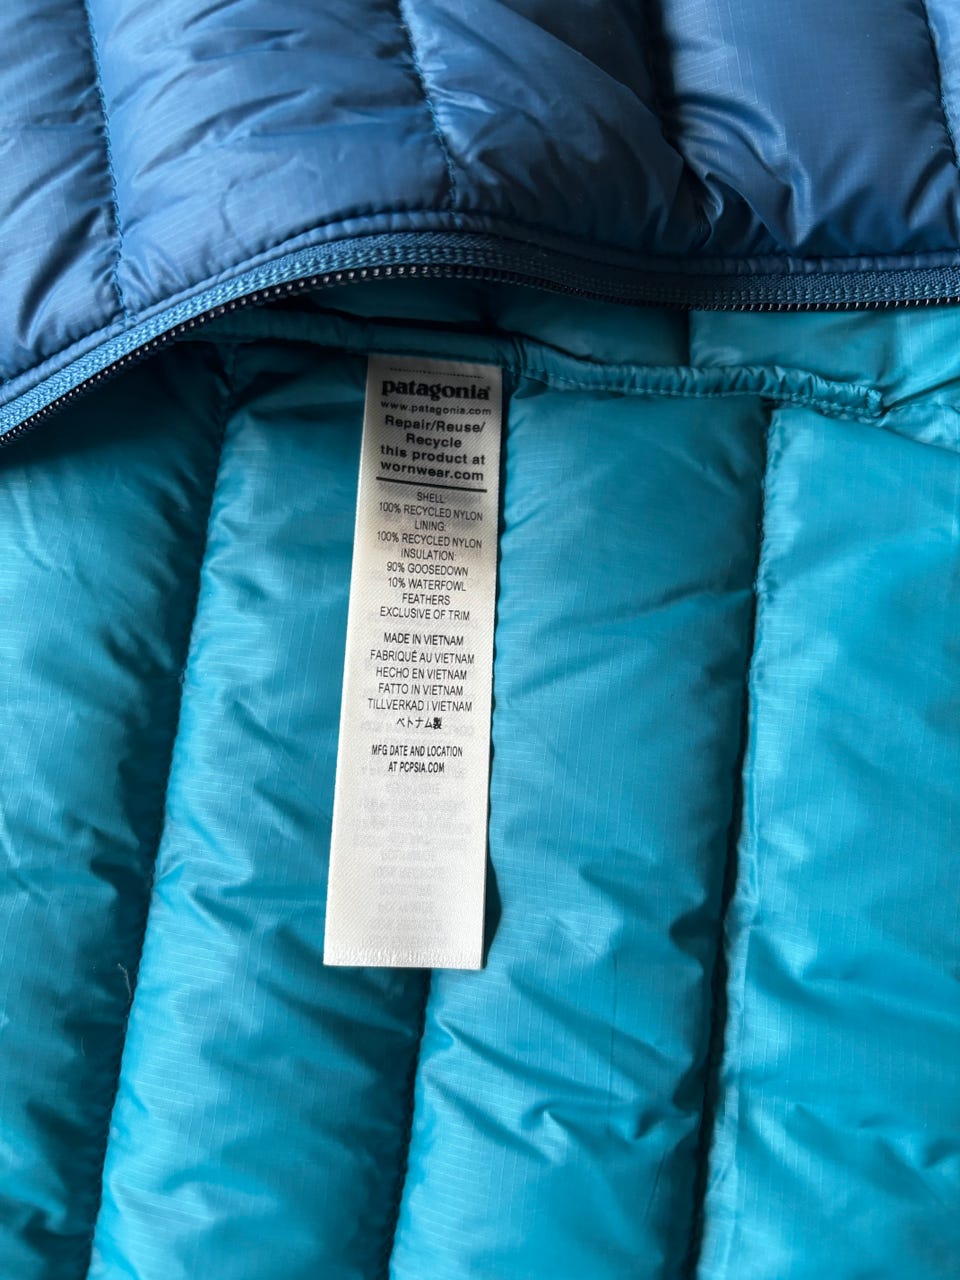 patagonia®
www.patagonia.com
Repair/Reuse/
Recycle
this product at
wornwear.com
SHELL:
100% RECYCLED NYLON
LINING:
100% RECYCLED NYLON
INSULATION:
90% GOOSEDOWN
10% WATERFOWL
FEATHERS
EXCLUSIVE OF TRIM
MADE IN VIETNAM
FABRIQUÉ AU VIETNAM
HECHO EN VIETNAM
FATTO IN VIETNAM
TILLVERKAD I VIETNAM
ベトナム製
MFG DATE AND LOCATION
AT PCPSIA.COM